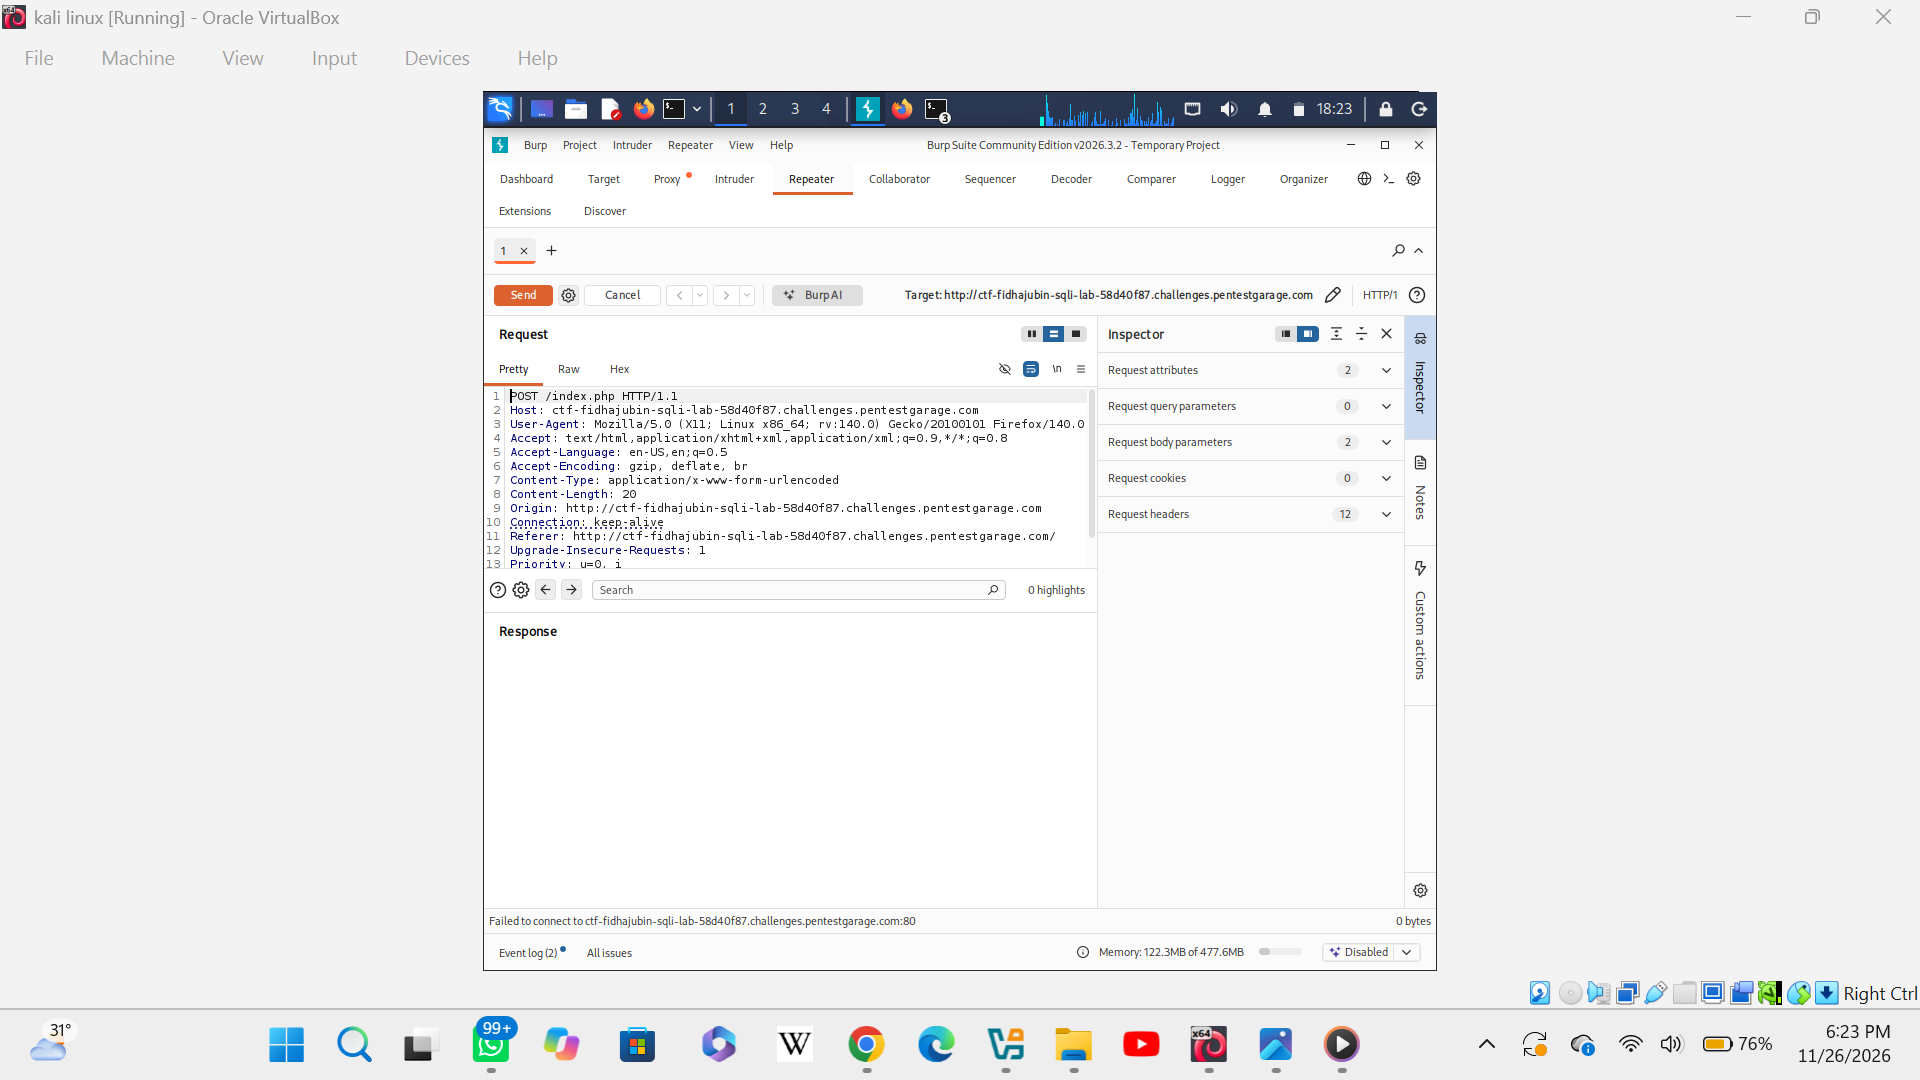 kali linux [Running] - Oracle VirtualBox
File Machine View Input Devices Help
1 2 3 4 3 18:23
Burp Project Intruder Repeater View Help Burp Suite Community Edition v2026.3.2 - Temporary Project
Dashboard Target Proxy Intruder Repeater Collaborator Sequencer Decoder Comparer Logger Organizer
Extensions Discover
1
Send Cancel Burp AI Target: http://ctf-fidhajubin-sqli-lab-58d40f87.challenges.pentestgarage.com HTTP/1
Request
Pretty Raw Hex \n
1 POST /index.php HTTP/1.1
2 Host: ctf-fidhajubin-sqli-lab-58d40f87.challenges.pentestgarage.com
3 User-Agent: Mozilla/5.0 (X11; Linux x86_64; rv:140.0) Gecko/20100101 Firefox/140.0
4 Accept: text/html,application/xhtml+xml,application/xml;q=0.9,*/*;q=0.8
5 Accept-Language: en-US,en;q=0.5
6 Accept-Encoding: gzip, deflate, br
7 Content-Type: application/x-www-form-urlencoded
8 Content-Length: 20
9 Origin: http://ctf-fidhajubin-sqli-lab-58d40f87.challenges.pentestgarage.com
10 Connection: keep-alive
11 Referer: http://ctf-fidhajubin-sqli-lab-58d40f87.challenges.pentestgarage.com/
12 Upgrade-Insecure-Requests: 1
13 Priority: u=0, i
Search 0 highlights
Response
Inspector
Request attributes 2
Request query parameters 0
Request body parameters 2
Request cookies 0
Request headers 12
Inspector
Notes
Custom actions
Failed to connect to ctf-fidhajubin-sqli-lab-58d40f87.challenges.pentestgarage.com:80 0 bytes
Event log (2) All issues Memory: 122.3MB of 477.6MB Disabled
Right Ctrl
31° 99+ W x64 76% 6:23 PM
11/26/2026